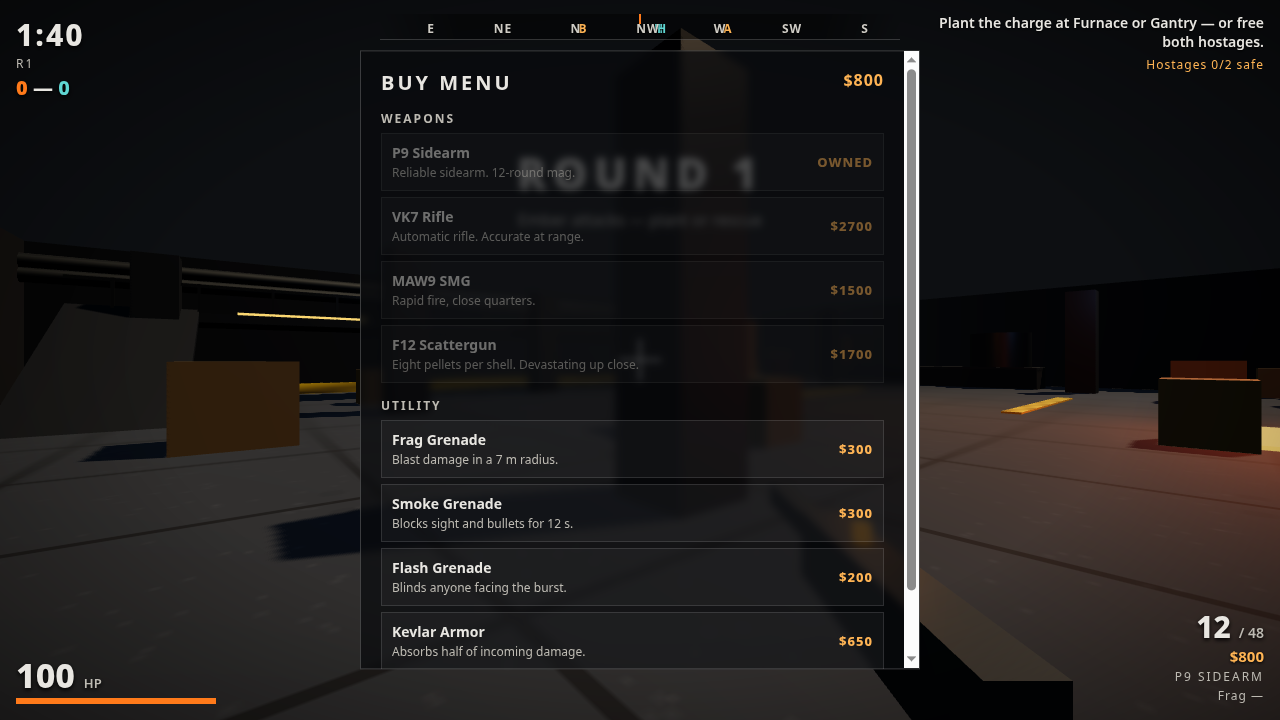 1:40
R1
0 — 0
E NE NB NWH WA SW S
Plant the charge at Furnace or Gantry — or free
both hostages.
Hostages 0/2 safe
BUY MENU
$800
WEAPONS
P9 Sidearm
Reliable sidearm. 12-round mag.
OWNED
ROUND 1
VK7 Rifle
Automatic rifle. Accurate at range.
$2700
MAW9 SMG
Rapid fire, close quarters.
$1500
F12 Scattergun
Eight pellets per shell. Devastating up close.
$1700
UTILITY
Frag Grenade
Blast damage in a 7 m radius.
$300
Smoke Grenade
Blocks sight and bullets for 12 s.
$300
Flash Grenade
Blinds anyone facing the burst.
$200
Kevlar Armor
Absorbs half of incoming damage.
$650
100 HP
12 / 48
$800
P9 SIDEARM
Frag —